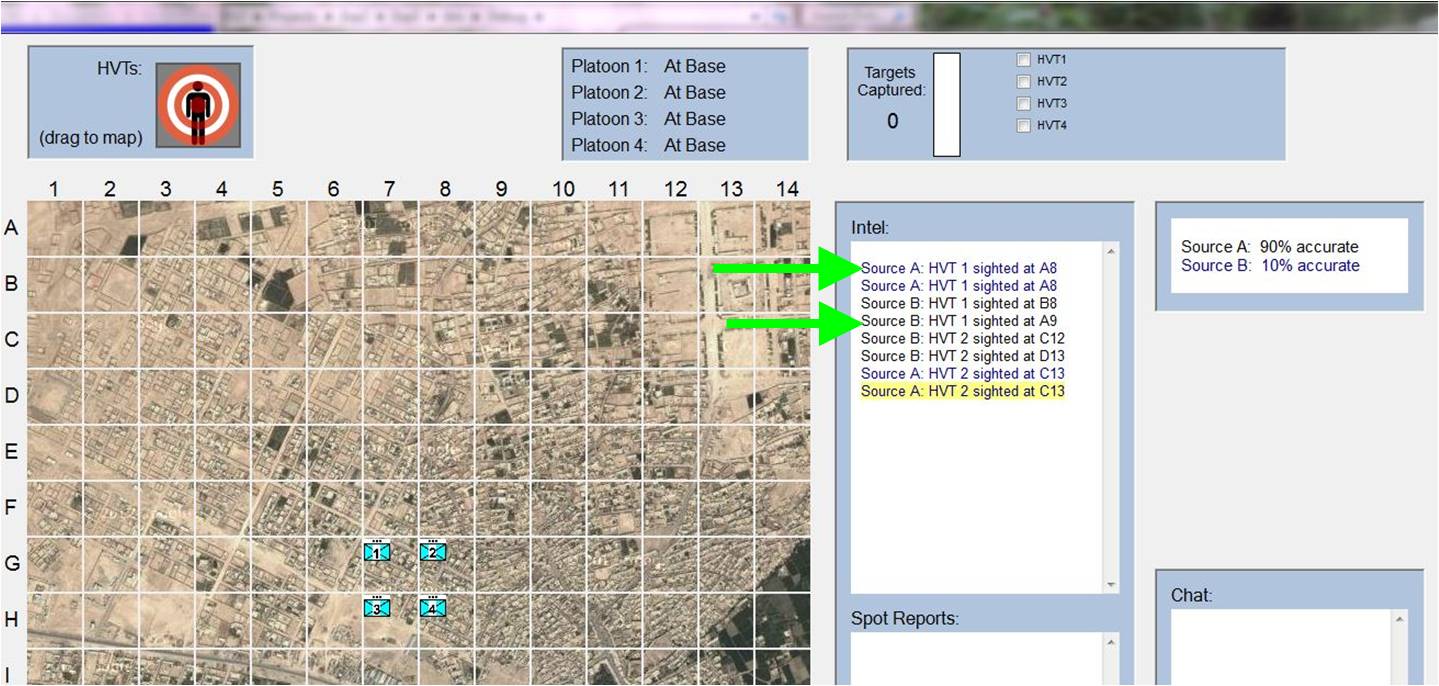 HVTs:
(drag to map)
Platoon 1: At Base
Platoon 2: At Base
Platoon 3: At Base
Platoon 4: At Base
Targets
Captured:
0
HVT1
HVT2
HVT3
HVT4
1 2 3 4 5 6 7 8 9 10 11 12 13 14
A
B
C
D
E
F
G
H
I
1 2
3 4
Intel:
Source A: HVT 1 sighted at A8
Source A: HVT 1 sighted at A8
Source B: HVT 1 sighted at B8
Source B: HVT 1 sighted at A9
Source B: HVT 2 sighted at C12
Source B: HVT 2 sighted at D13
Source A: HVT 2 sighted at C13
Source A: HVT 2 sighted at C13
Spot Reports:
Source A: 90% accurate
Source B: 10% accurate
Chat: